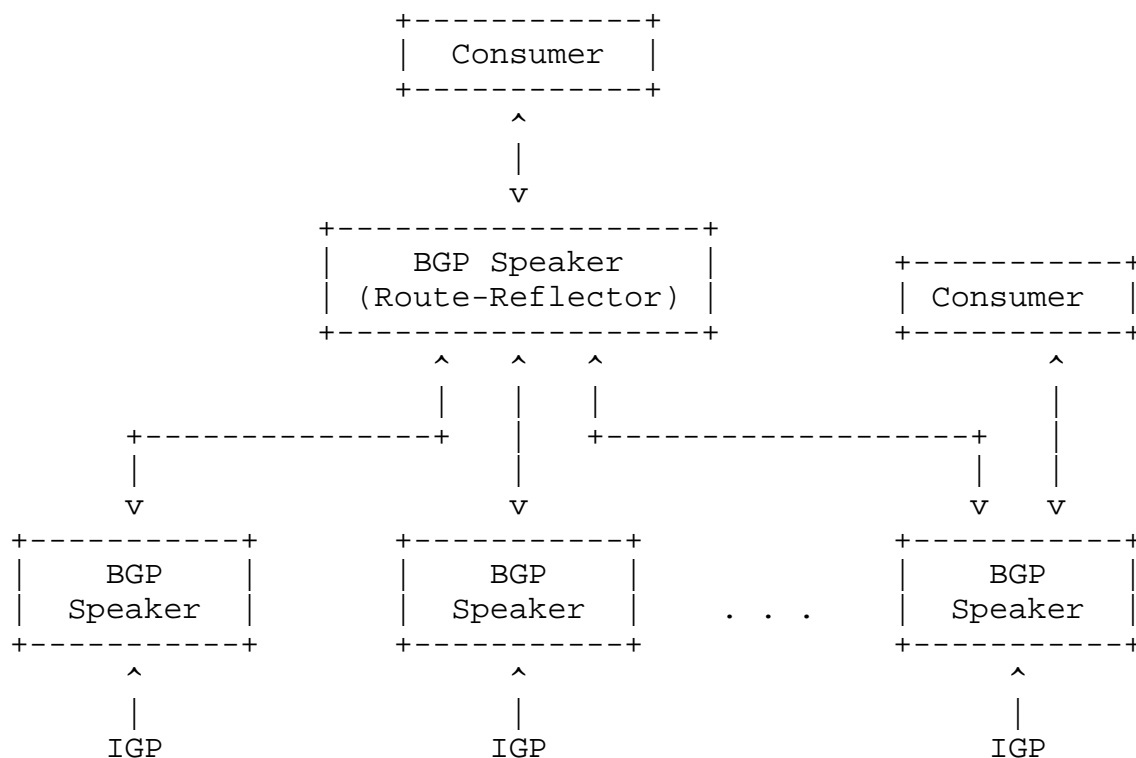 Consumer
BGP Speaker
(Route-Reflector)
Consumer
BGP
Speaker
BGP
Speaker
. . .
BGP
Speaker
IGP
IGP
IGP